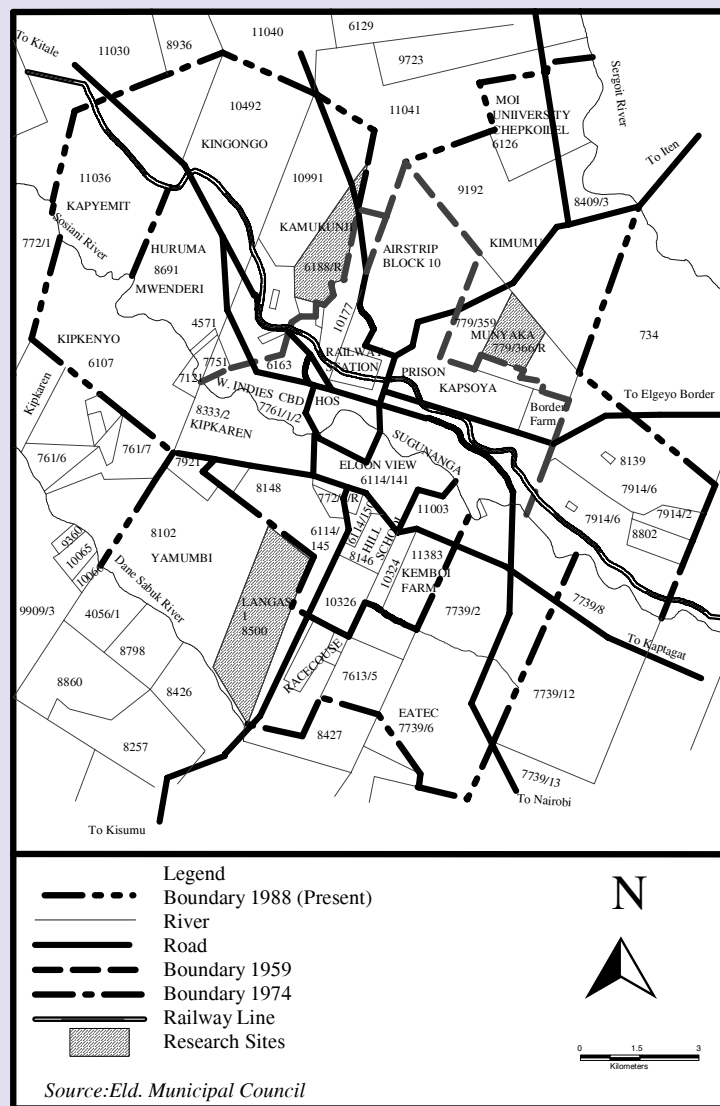 11030
8936
11040
6129
To Kitale
9723
10492
11041
MOI
UNIIVERSITY
CHEPKOILEL
6126
Sergoit River
KINGONGO
To Iten
11036
KAPYEMIT
10991
9192
8409/3
Sosiani River
772/1
HURUMA
8691
MWENDERI
KAMUKUNJI
6188/R
AIRSTRIP
BLOCK 10
KIMUMU
KIPKENYO
6107
4571
7751
7121
6163
10177
RAILWAY
STATION
PRISON
KAPSOYA
779/359
MUNYAKA
779/366/R
734
To Elgeyo Border
Border
Farm
Kipkaren
W. INDIES CBD
7761/1/2
HOS
8333/2
KIPKAREN
SUGUNANGA
761/6
761/7
7921
8148
ELGON VIEW
6114/141
8139
7914/6
7914/6
7914/2
8802
8102
YAMUMBI
6114/
145
8146
HILL
SCHOOL
10324
11003
11383
KEMBOI
FARM
10065
Dane Sabuk River
9909/3
4056/1
8798
LANGAS
1
8500
10326
7739/2
7739/8
To Kaptagat
8860
8426
RACECOUSE
7613/5
7739/12
8257
8427
EATEC
7739/6
7739/13
To Nairobi
To Kisumu
Legend
Boundary 1988 (Present)
River
Road
Boundary 1959
Boundary 1974
Railway Line
Research Sites
N
0 1.5 3
Kilometers
Source:Eld. Municipal Council